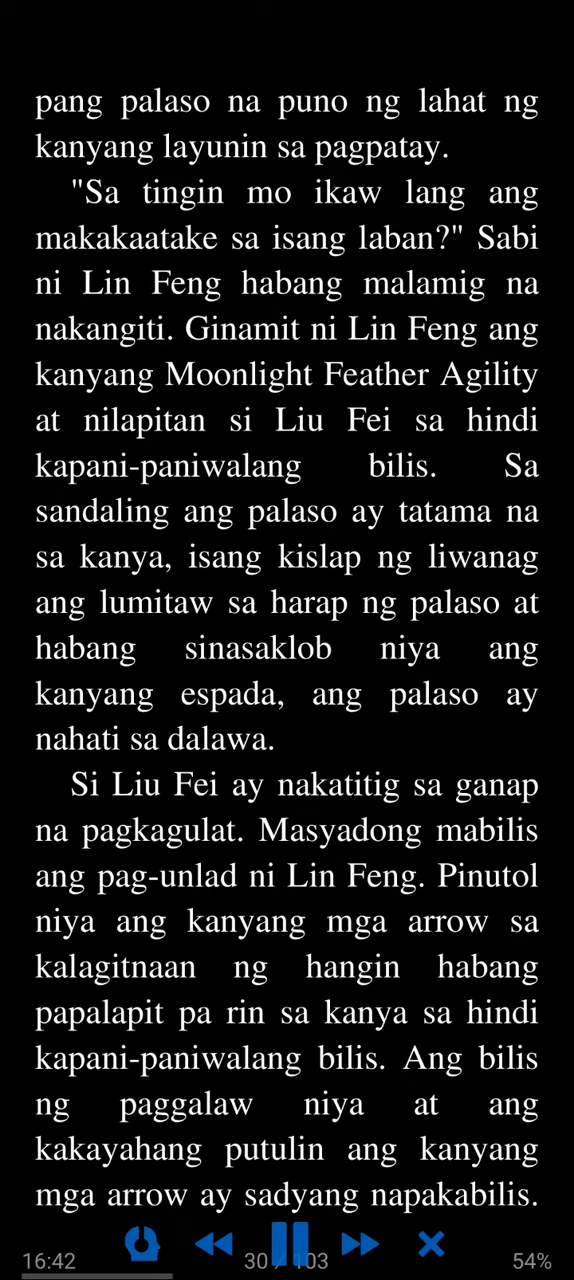 pang palaso na puno ng lahat ng
kanyang layunin sa pagpatay.
"Sa tingin mo ikaw lang ang
makakaatake sa isang laban?" Sabi
ni Lin Feng habang malamig na
nakangiti. Ginamit ni Lin Feng ang
kanyang Moonlight Feather Agility
at nilapitan si Liu Fei sa hindi
kapani-paniwalang bilis. Sa
sandaling ang palaso ay tatama na
sa kanya, isang kislap ng liwanag
ang lumitaw sa harap ng palaso at
habang sinasaklob niya ang
kanyang espada, ang palaso ay
nahati sa dalawa.
Si Liu Fei ay nakatitig sa ganap
na pagkagulat. Masyadong mabilis
ang pag-unlad ni Lin Feng. Pinutol
niya ang kanyang mga arrow sa
kalagitnaan ng hangin habang
papalapit pa rin sa kanya sa hindi
kapani-paniwalang bilis. Ang bilis
ng paggalaw niya at ang
kakayahang putulin ang kanyang
mga arrow ay sadyang napakabilis.
16:42 30 / 103 54%